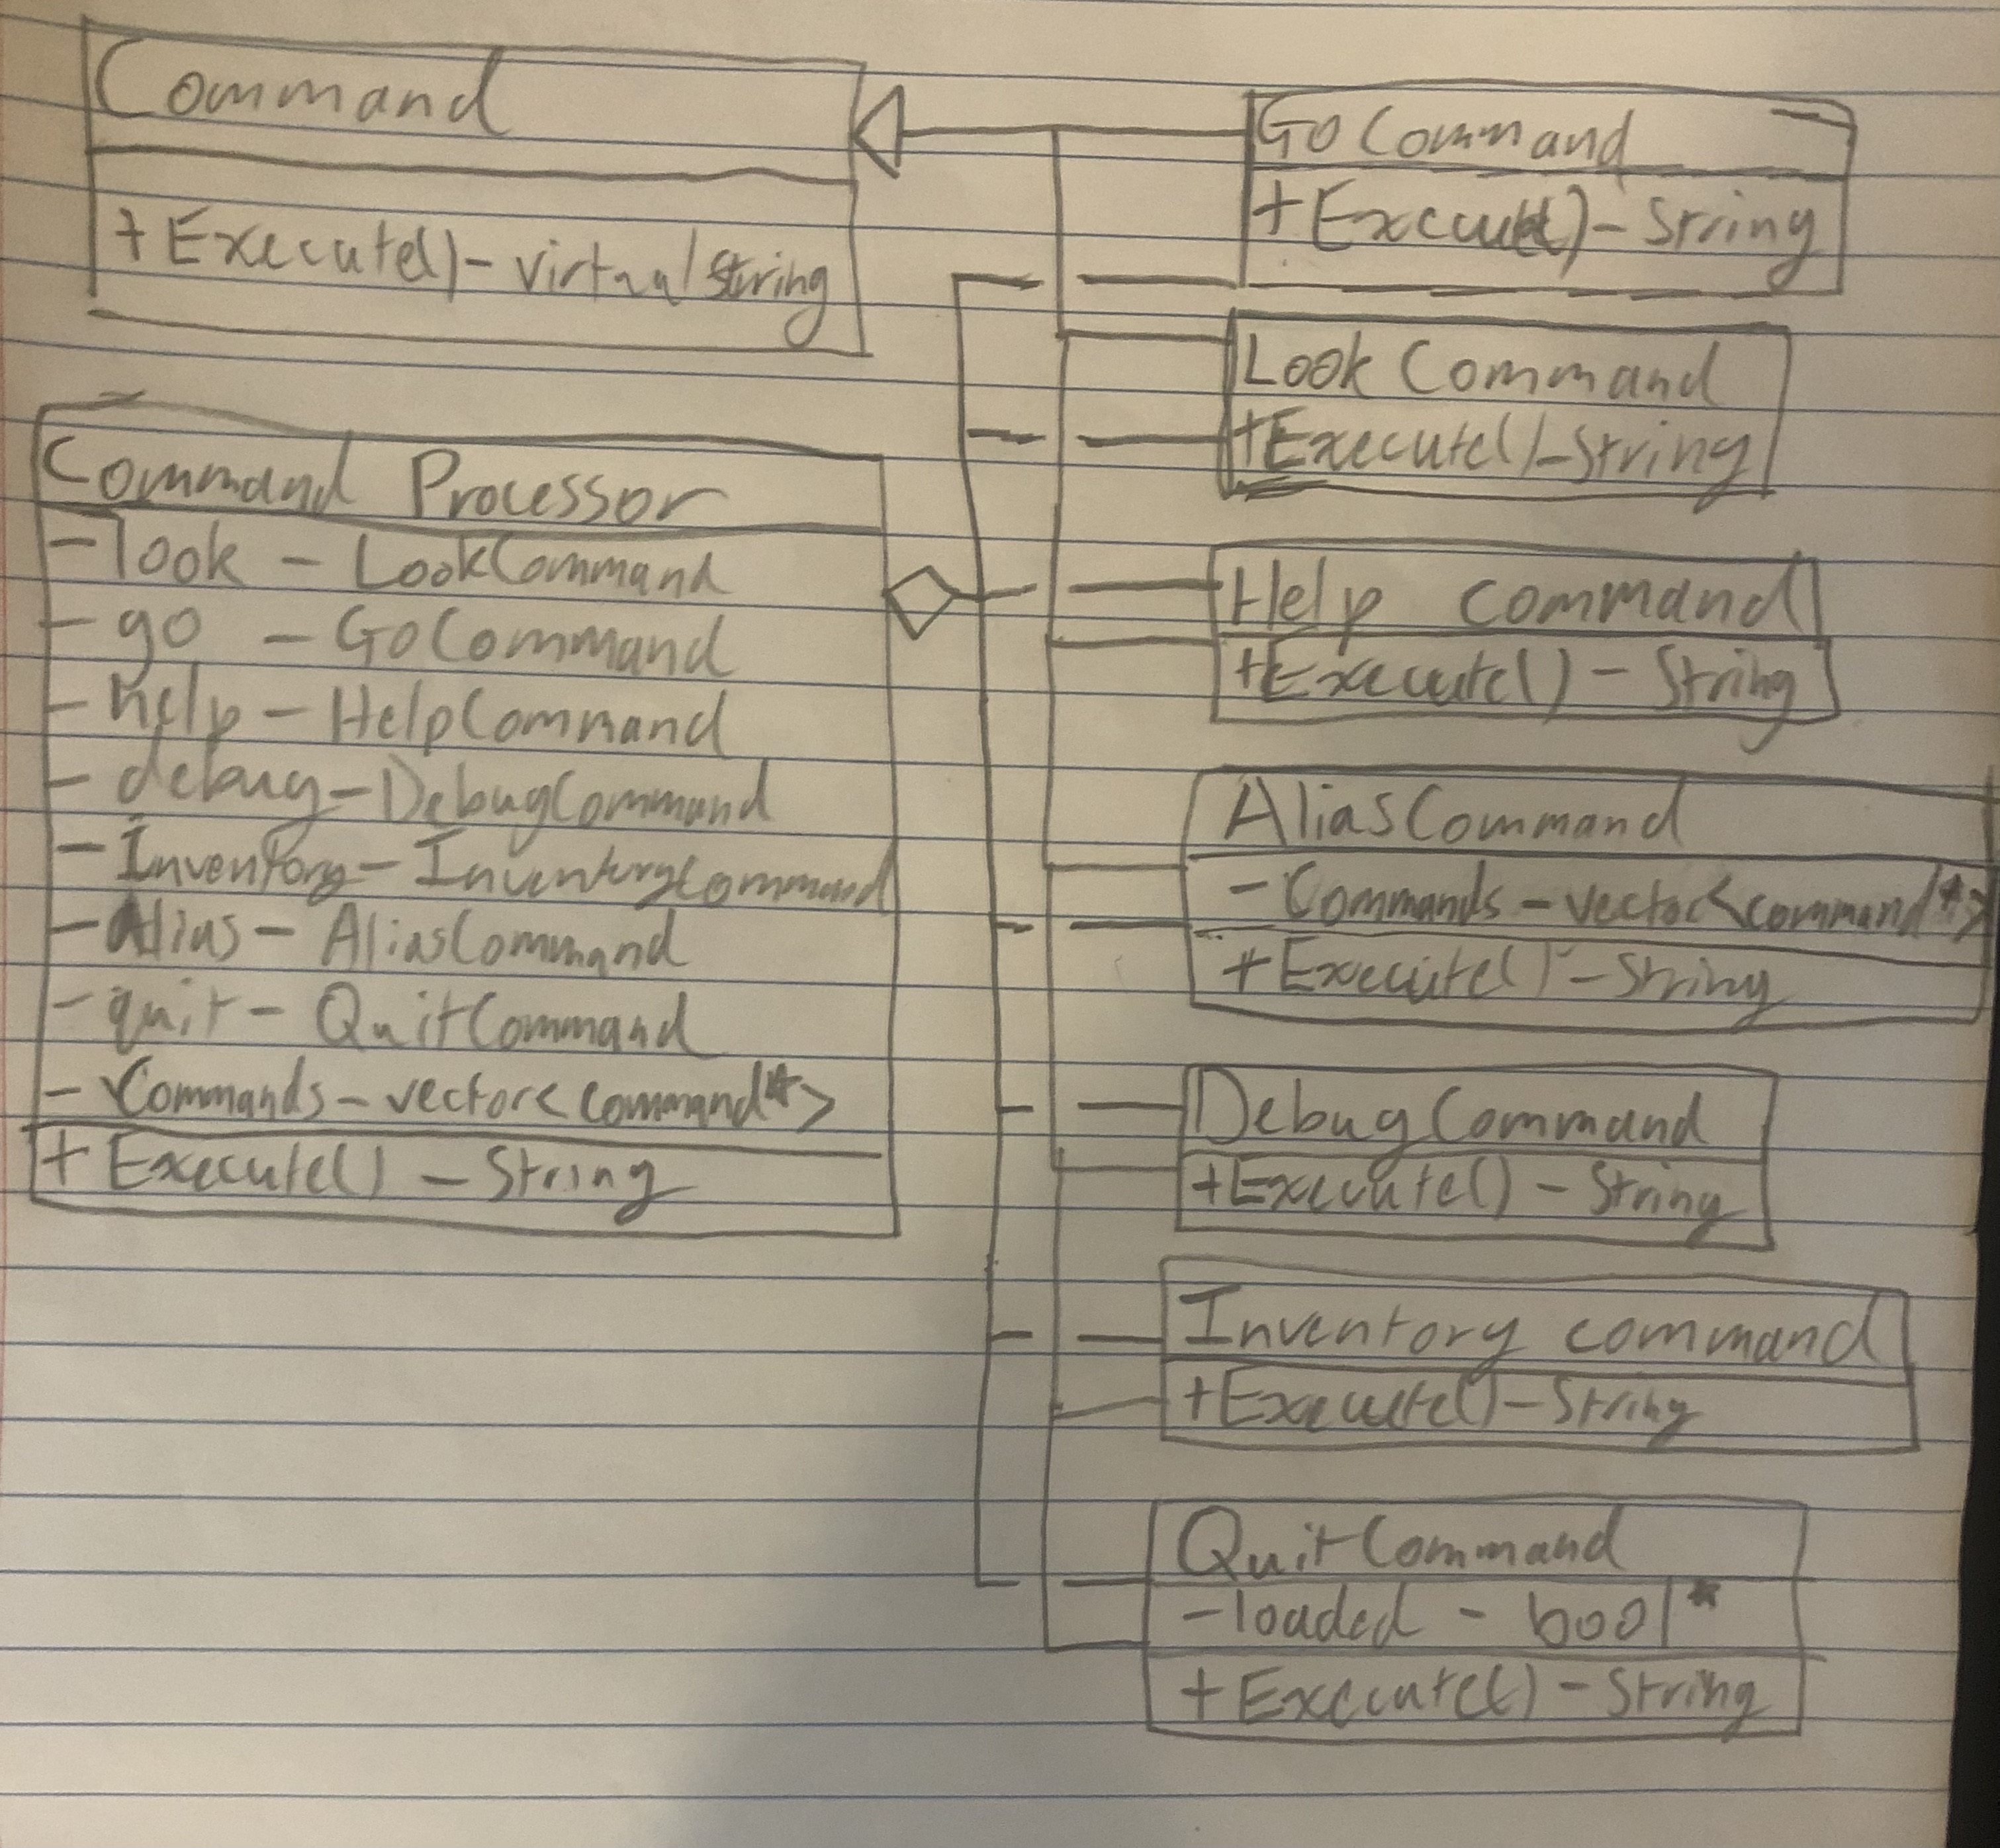 Command
+ Execute() - virtual string
Command Processor
- look - LookCommand
- go - GoCommand
- help - HelpCommand
- debug - DebugCommand
- Inventory - InventoryCommand
- Alias - AliasCommand
- quit - QuitCommand
- Commands - vector<command*>
+ Execute() - String
GoCommand
+ Execute() - String
Look Command
+ Execute() - String
Help command
+ Execute() - String
AliasCommand
- Commands - vector<command*>
+ Execute() - String
DebugCommand
+ Execute() - String
Inventory command
+ Execute() - String
QuitCommand
- loaded - bool*
+ Execute() - String